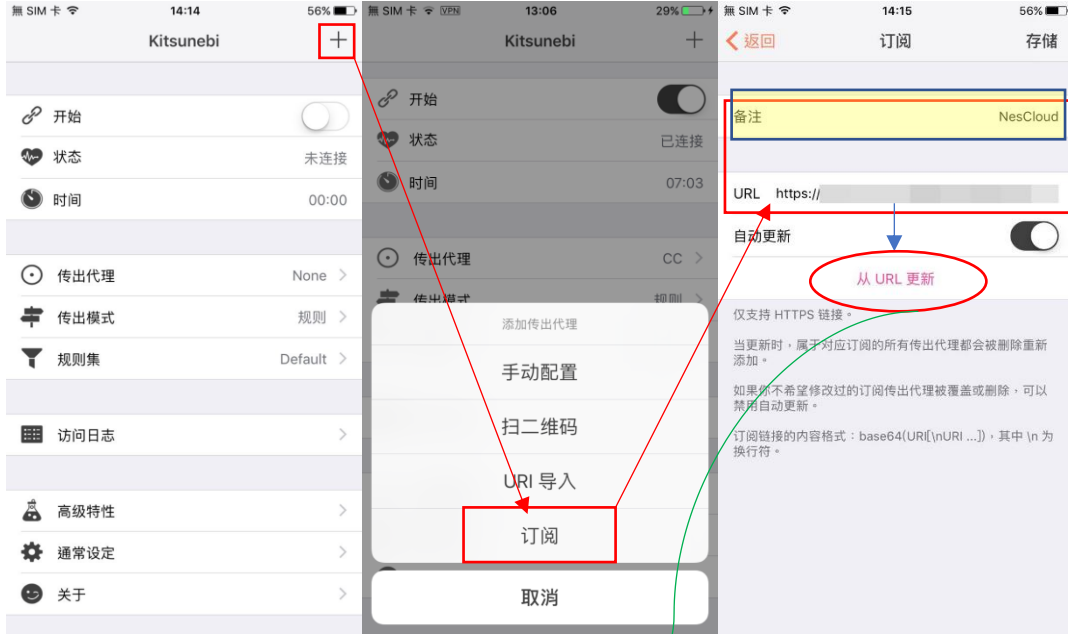 無 SIM 卡
14:14
56%
Kitsunebi
开始
状态
未连接
时间
00:00
传出代理
None
传出模式
规则
规则集
Default
访问日志
高级特性
通常设定
关于
無 SIM 卡
VPN
13:06
29%
Kitsunebi
开始
状态
已连接
时间
07:03
传出代理
CC
传出模式
规则
添加传出代理
手动配置
扫二维码
URI 导入
订阅
取消
無 SIM 卡
14:15
56%
返回
订阅
存储
备注
NesCloud
URL
https://
自动更新
从 URL 更新
仅支持 HTTPS 链接。
当更新时，属于对应订阅的所有传出代理都会被删除重新
添加。
如果你不希望修改过的订阅传出代理被覆盖或删除，可以
禁用自动更新。
订阅链接的内容格式：base64(URI[\nURI ...])，其中 \n 为
换行符。